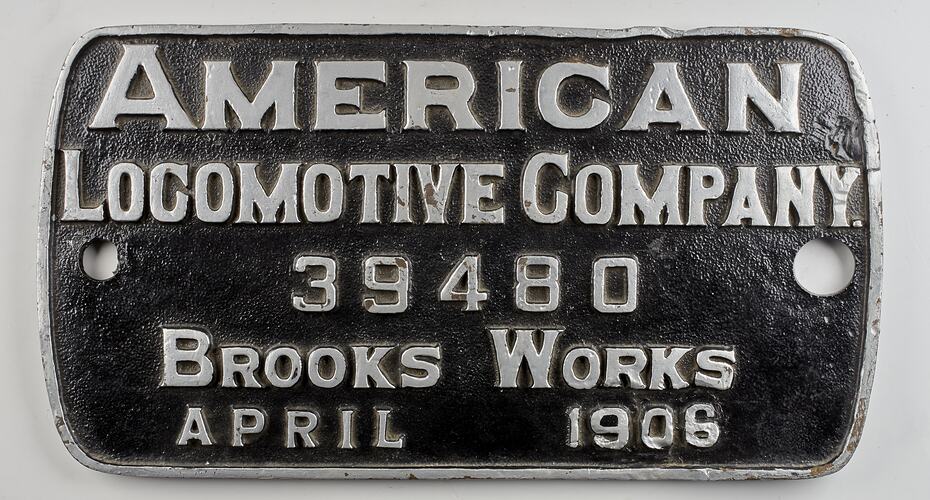 AMERICAN
LOCOMOTIVE COMPANY.
39480
BROOKS WORKS
APRIL 1906